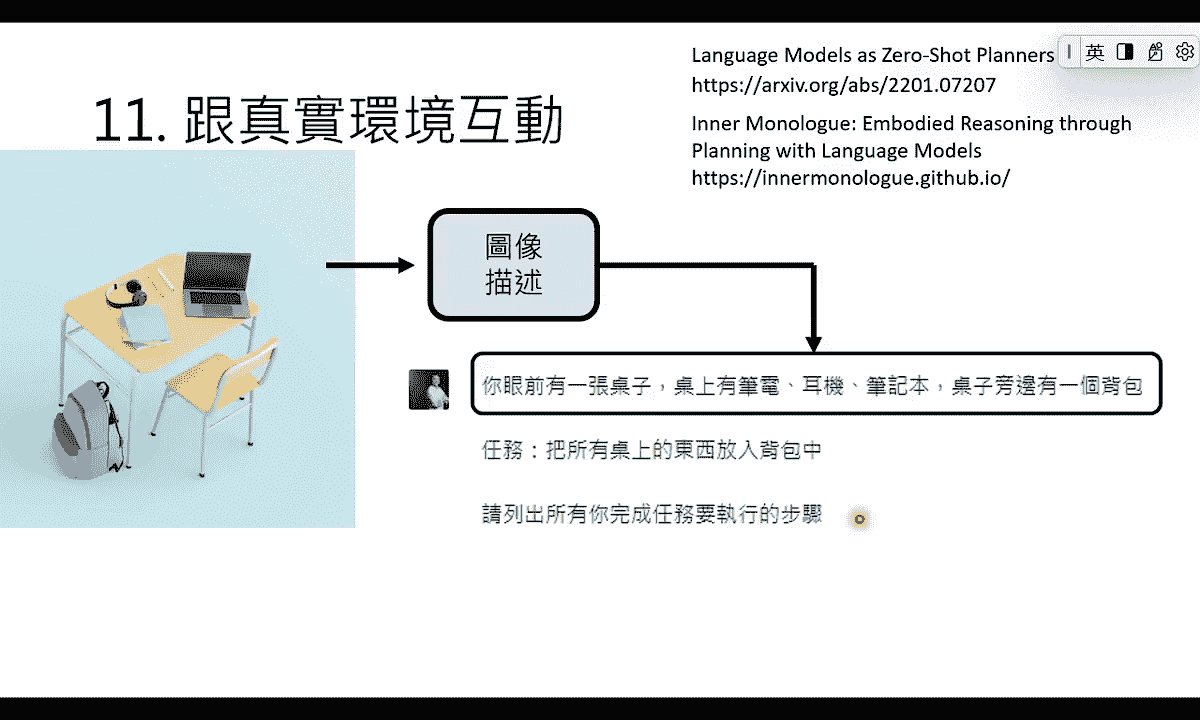 Language Models as Zero-Shot Planners
https://arxiv.org/abs/2201.07207
Inner Monologue: Embodied Reasoning through
Planning with Language Models
https://innermonologue.github.io/
英
11. 跟真實環境互動
圖像
描述
你眼前有一張桌子，桌上有筆電、耳機、筆記本，桌子旁邊有一個背包
任務：把所有桌上的東西放入背包中
請列出所有你完成任務要執行的步驟